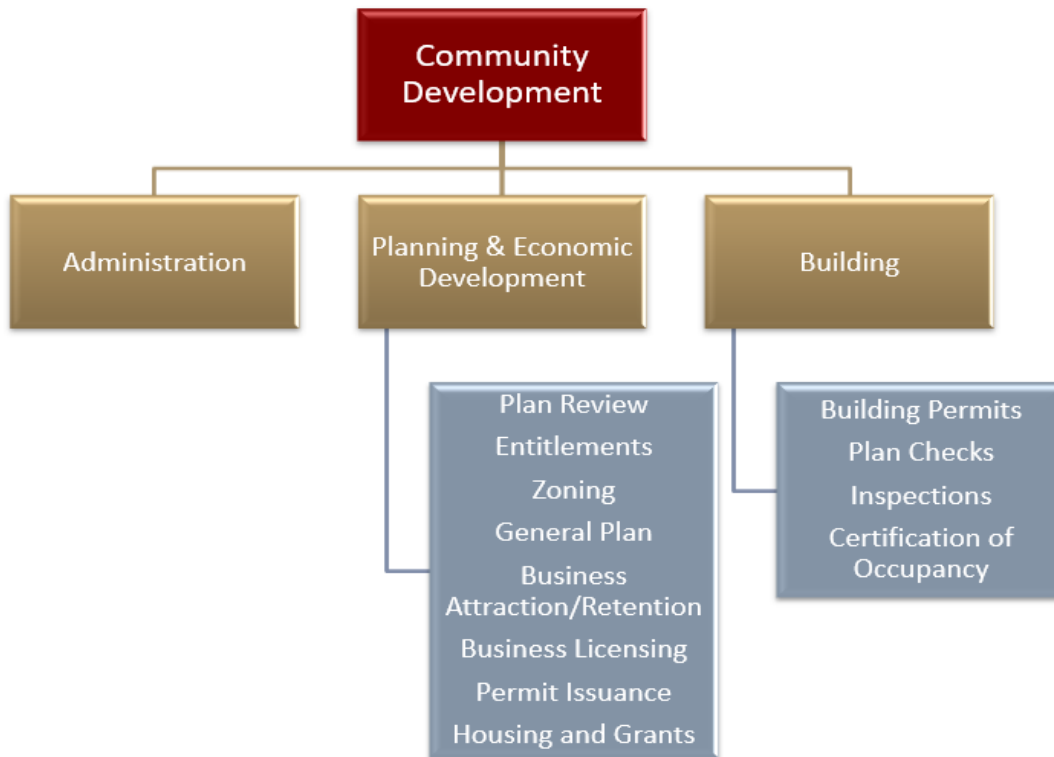 Community
Development
Administration
Planning & Economic
Development
Building
Plan Review
Entitlements
Zoning
General Plan
Business
Attraction/Retention
Business Licensing
Permit Issuance
Housing and Grants
Building Permits
Plan Checks
Inspections
Certification of
Occupancy